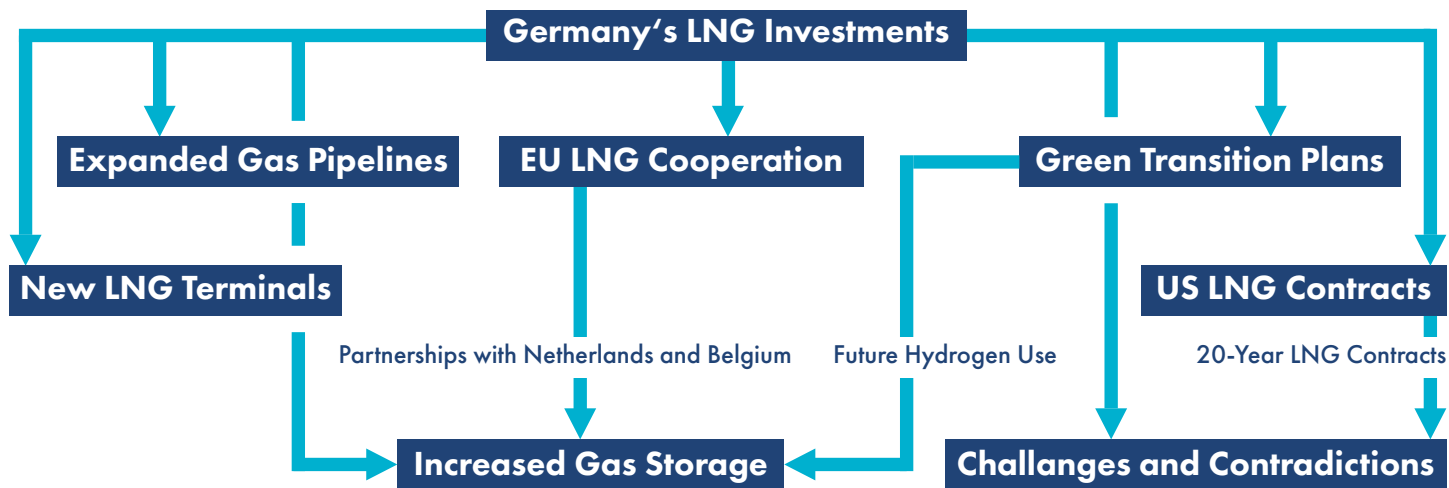 Germany‘s LNG Investments
Expanded Gas Pipelines
EU LNG Cooperation
Green Transition Plans
New LNG Terminals
US LNG Contracts
Partnerships with Netherlands and Belgium
Future Hydrogen Use
20-Year LNG Contracts
Increased Gas Storage
Challanges and Contradictions